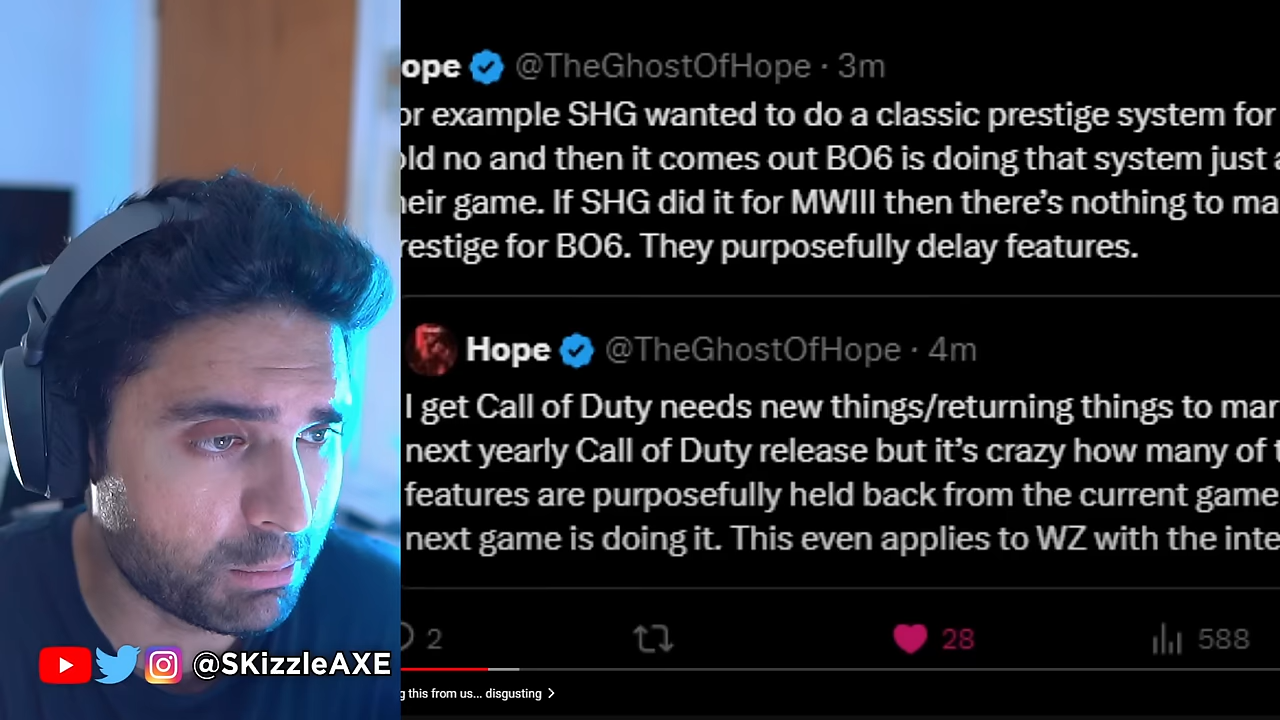 ope @TheGhostOfHope · 3m
or example SHG wanted to do a classic prestige system for
old no and then it comes out BO6 is doing that system just a
heir game. If SHG did it for MWIII then there's nothing to ma
restige for BO6. They purposefully delay features.
Hope @TheGhostOfHope · 4m
I get Call of Duty needs new things/returning things to mar
next yearly Call of Duty release but it's crazy how many of t
features are purposefully held back from the current game
next game is doing it. This even applies to WZ with the inte
2 28 588
@SKizzleAXE
g this from us... disgusting